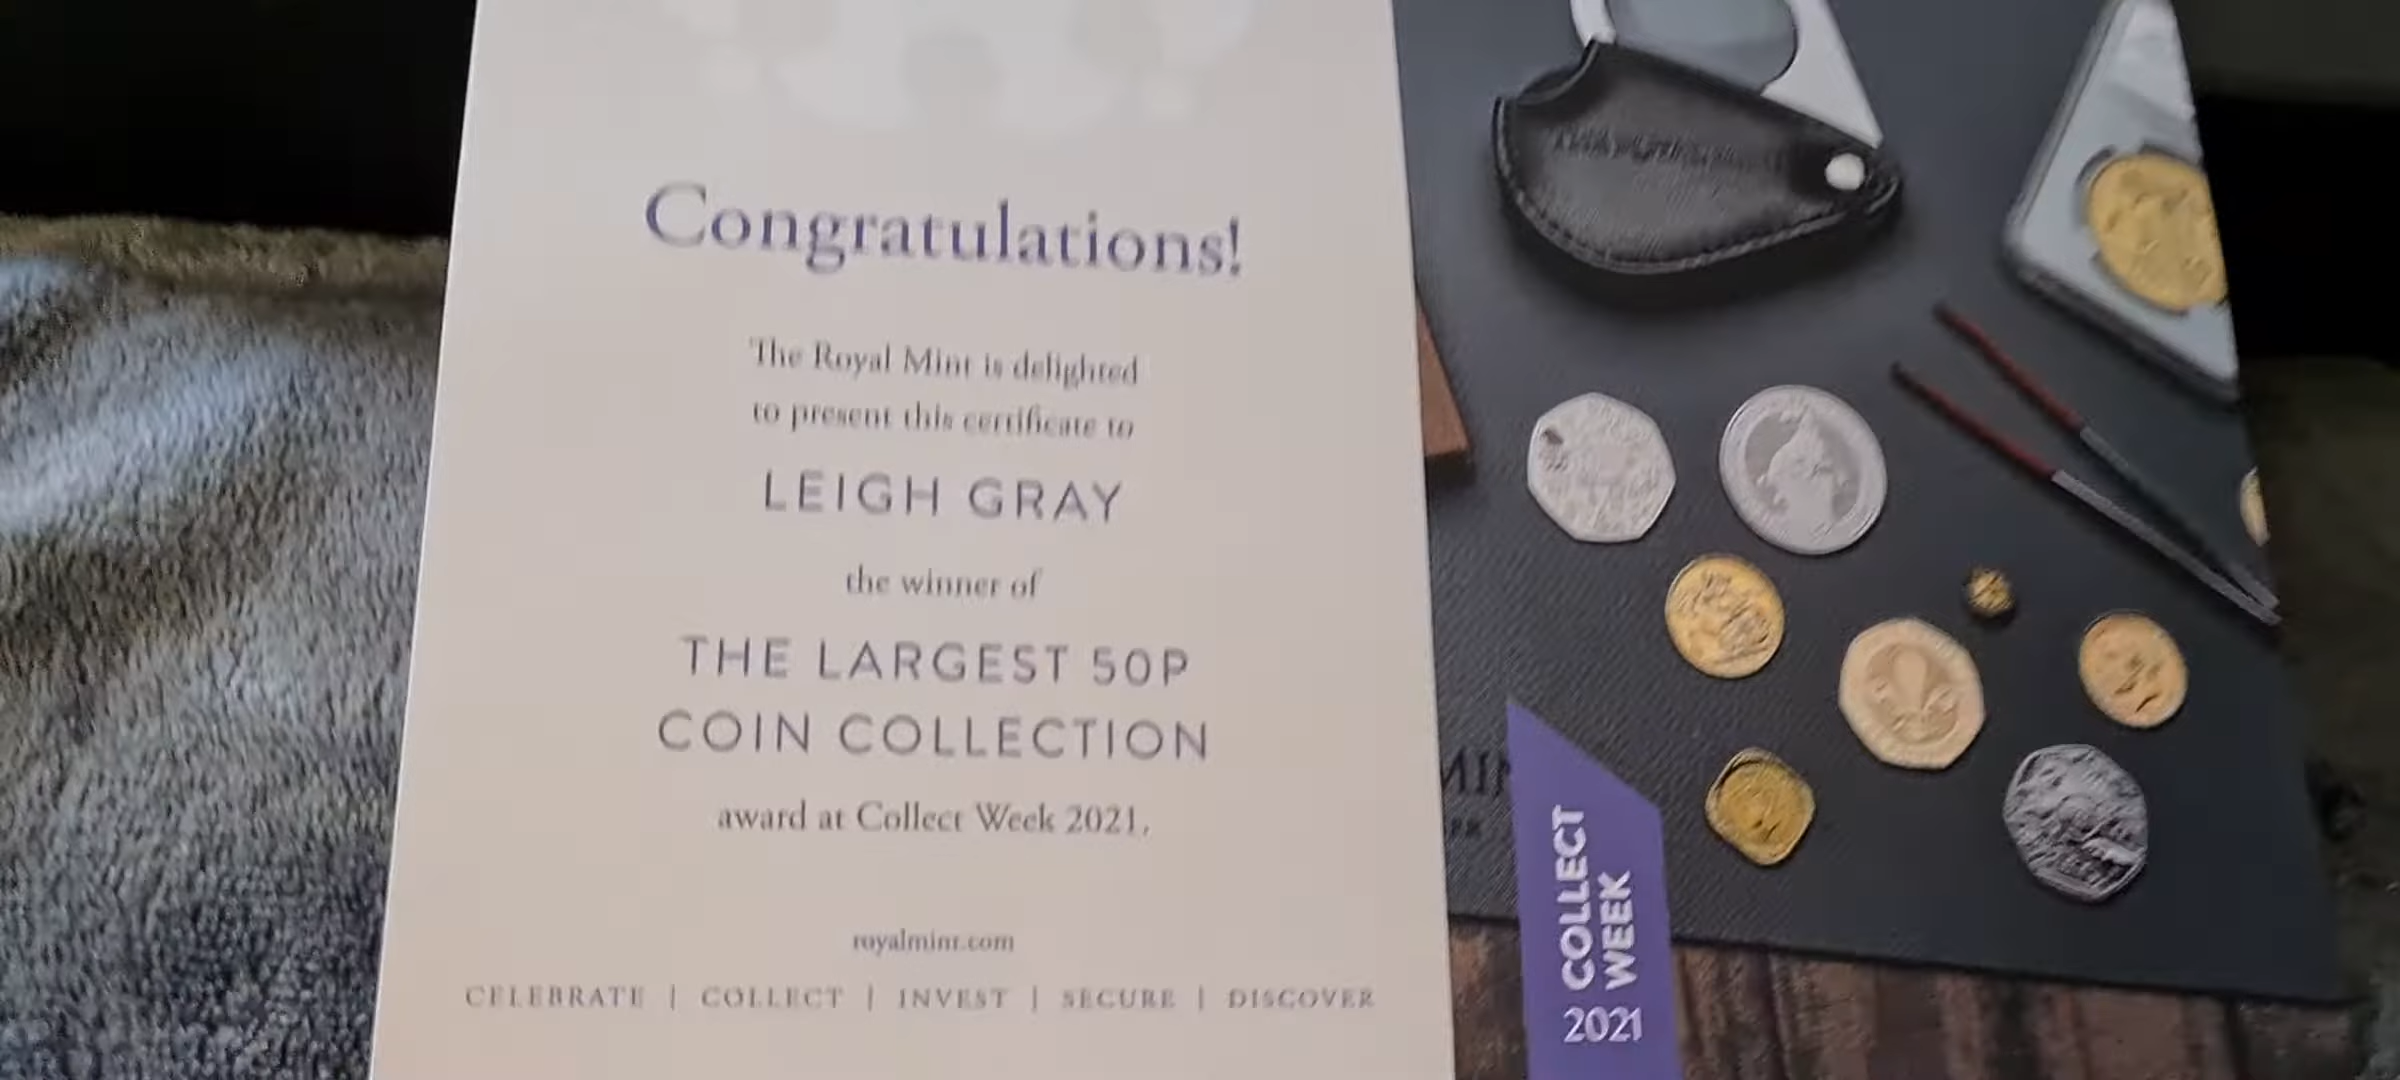 Congratulations!
The Royal Mint is delighted
to present this certificate to
LEIGH GRAY
the winner of
THE LARGEST 50P
COIN COLLECTION
award at Collect Week 2021.
royalmint.com
CELEBRATE | COLLECT | INVEST | SECURE | DISCOVER
COLLECT
WEEK
2021